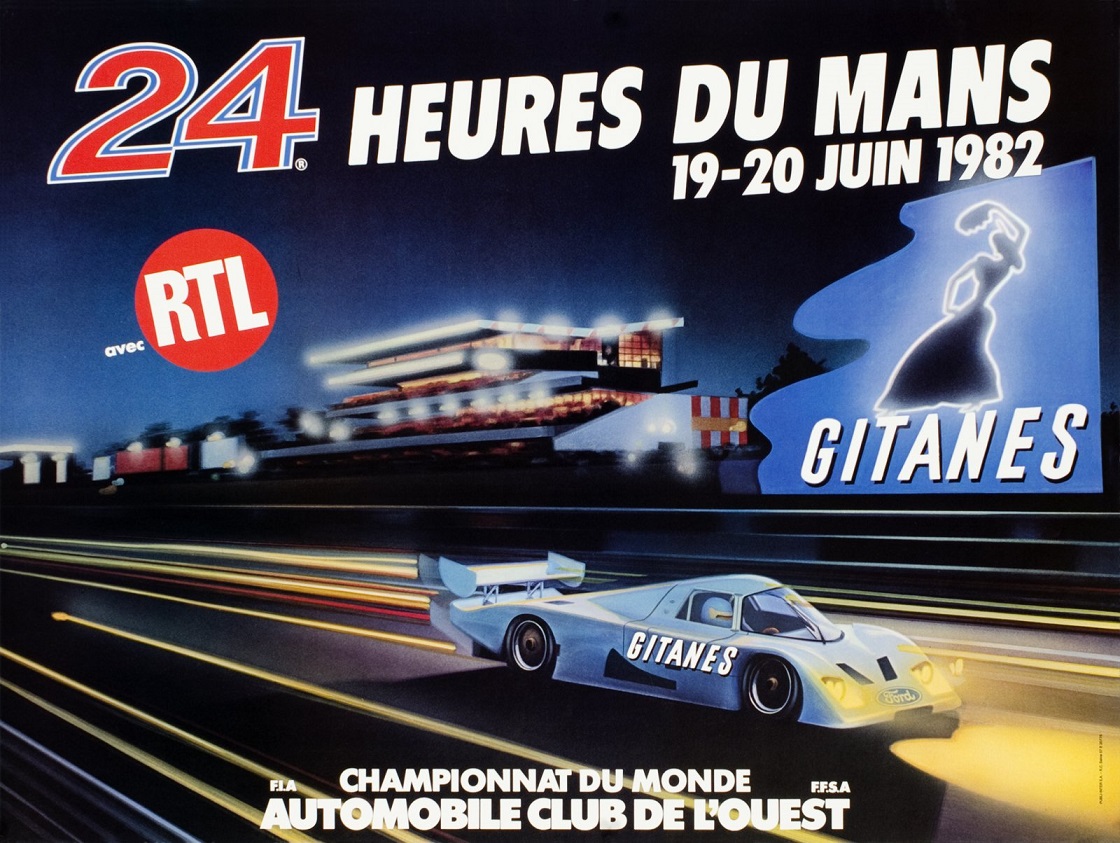 24® HEURES DU MANS
19-20 JUIN 1982
avec RTL
GITANES
GITANES
Ford
F.I.A CHAMPIONNAT DU MONDE F.F.S.A
AUTOMOBILE CLUB DE L'OUEST